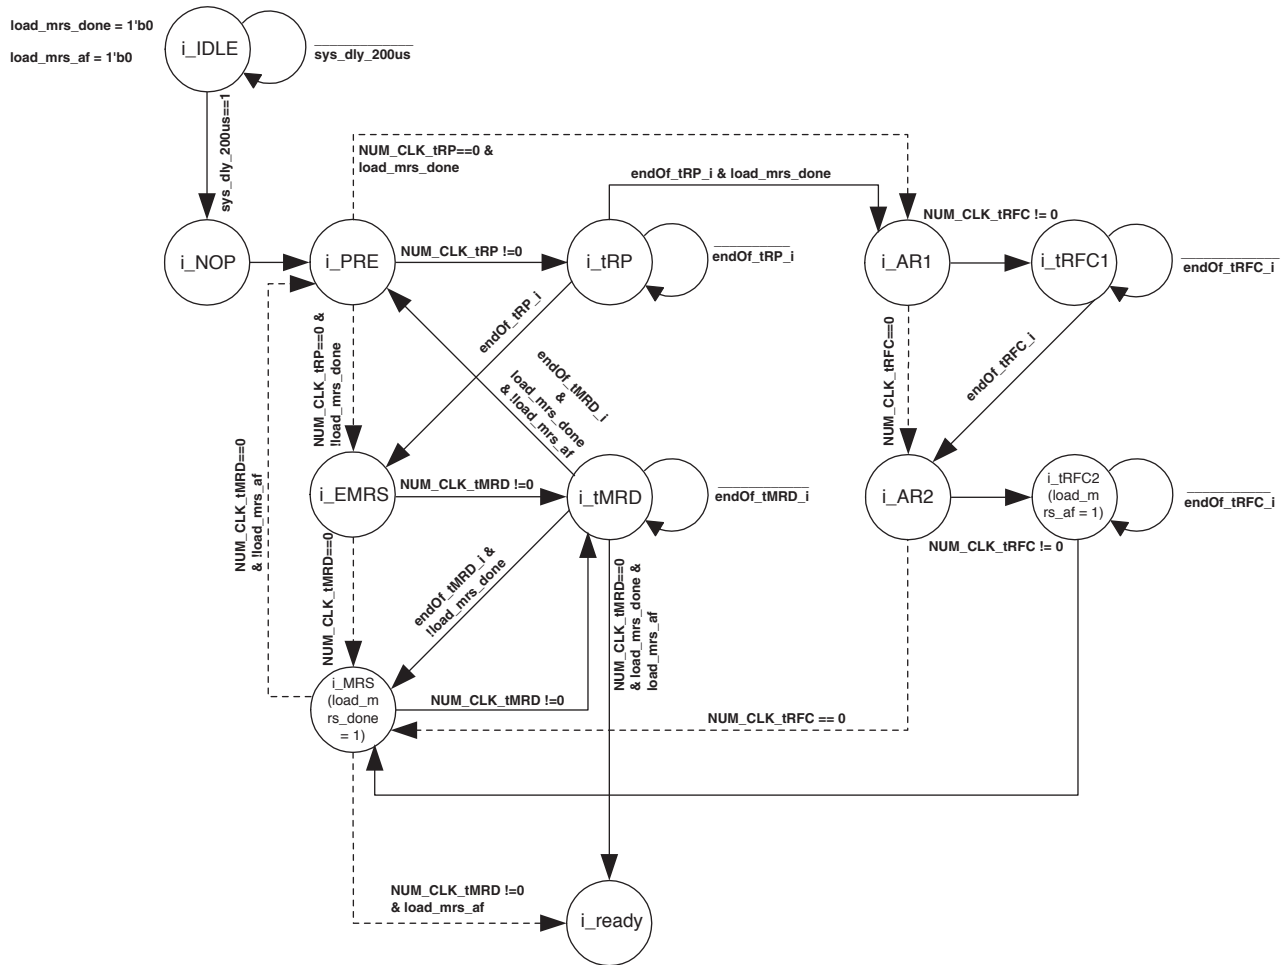 load_mrs_done = 1'b0
load_mrs_af = 1'b0
i_IDLE
sys_dly_200us
sys_dly_200us==1
NUM_CLK_tRP==0 &
load_mrs_done
endOf_tRP_i & load_mrs_done
NUM_CLK_tRFC != 0
i_NOP
i_PRE
NUM_CLK_tRP !=0
i_tRP
endOf_tRP_i
i_AR1
i_tRFC1
endOf_tRFC_i
NUM_CLK_tRP==0 &
!load_mrs_done
endOf_tRP_i
endOf_tMRD_i
&
load_mrs_done
& !load_mrs_af
NUM_CLK_tRFC==0
endOf_tRFC_i
NUM_CLK_tMRD==0
& !load_mrs_af
i_EMRS
NUM_CLK_tMRD !=0
i_tMRD
endOf_tMRD_i
i_AR2
i_tRFC2
(load_m
rs_af = 1)
endOf_tRFC_i
NUM_CLK_tRFC != 0
NUM_CLK_tMRD==0
endOf_tMRD_i &
!load_mrs_done
NUM_CLK_tMRD==0
& load_mrs_done &
load_mrs_af
i_MRS
(load_m
rs_done
= 1)
NUM_CLK_tMRD !=0
NUM_CLK_tRFC == 0
NUM_CLK_tMRD !=0
& load_mrs_af
i_ready